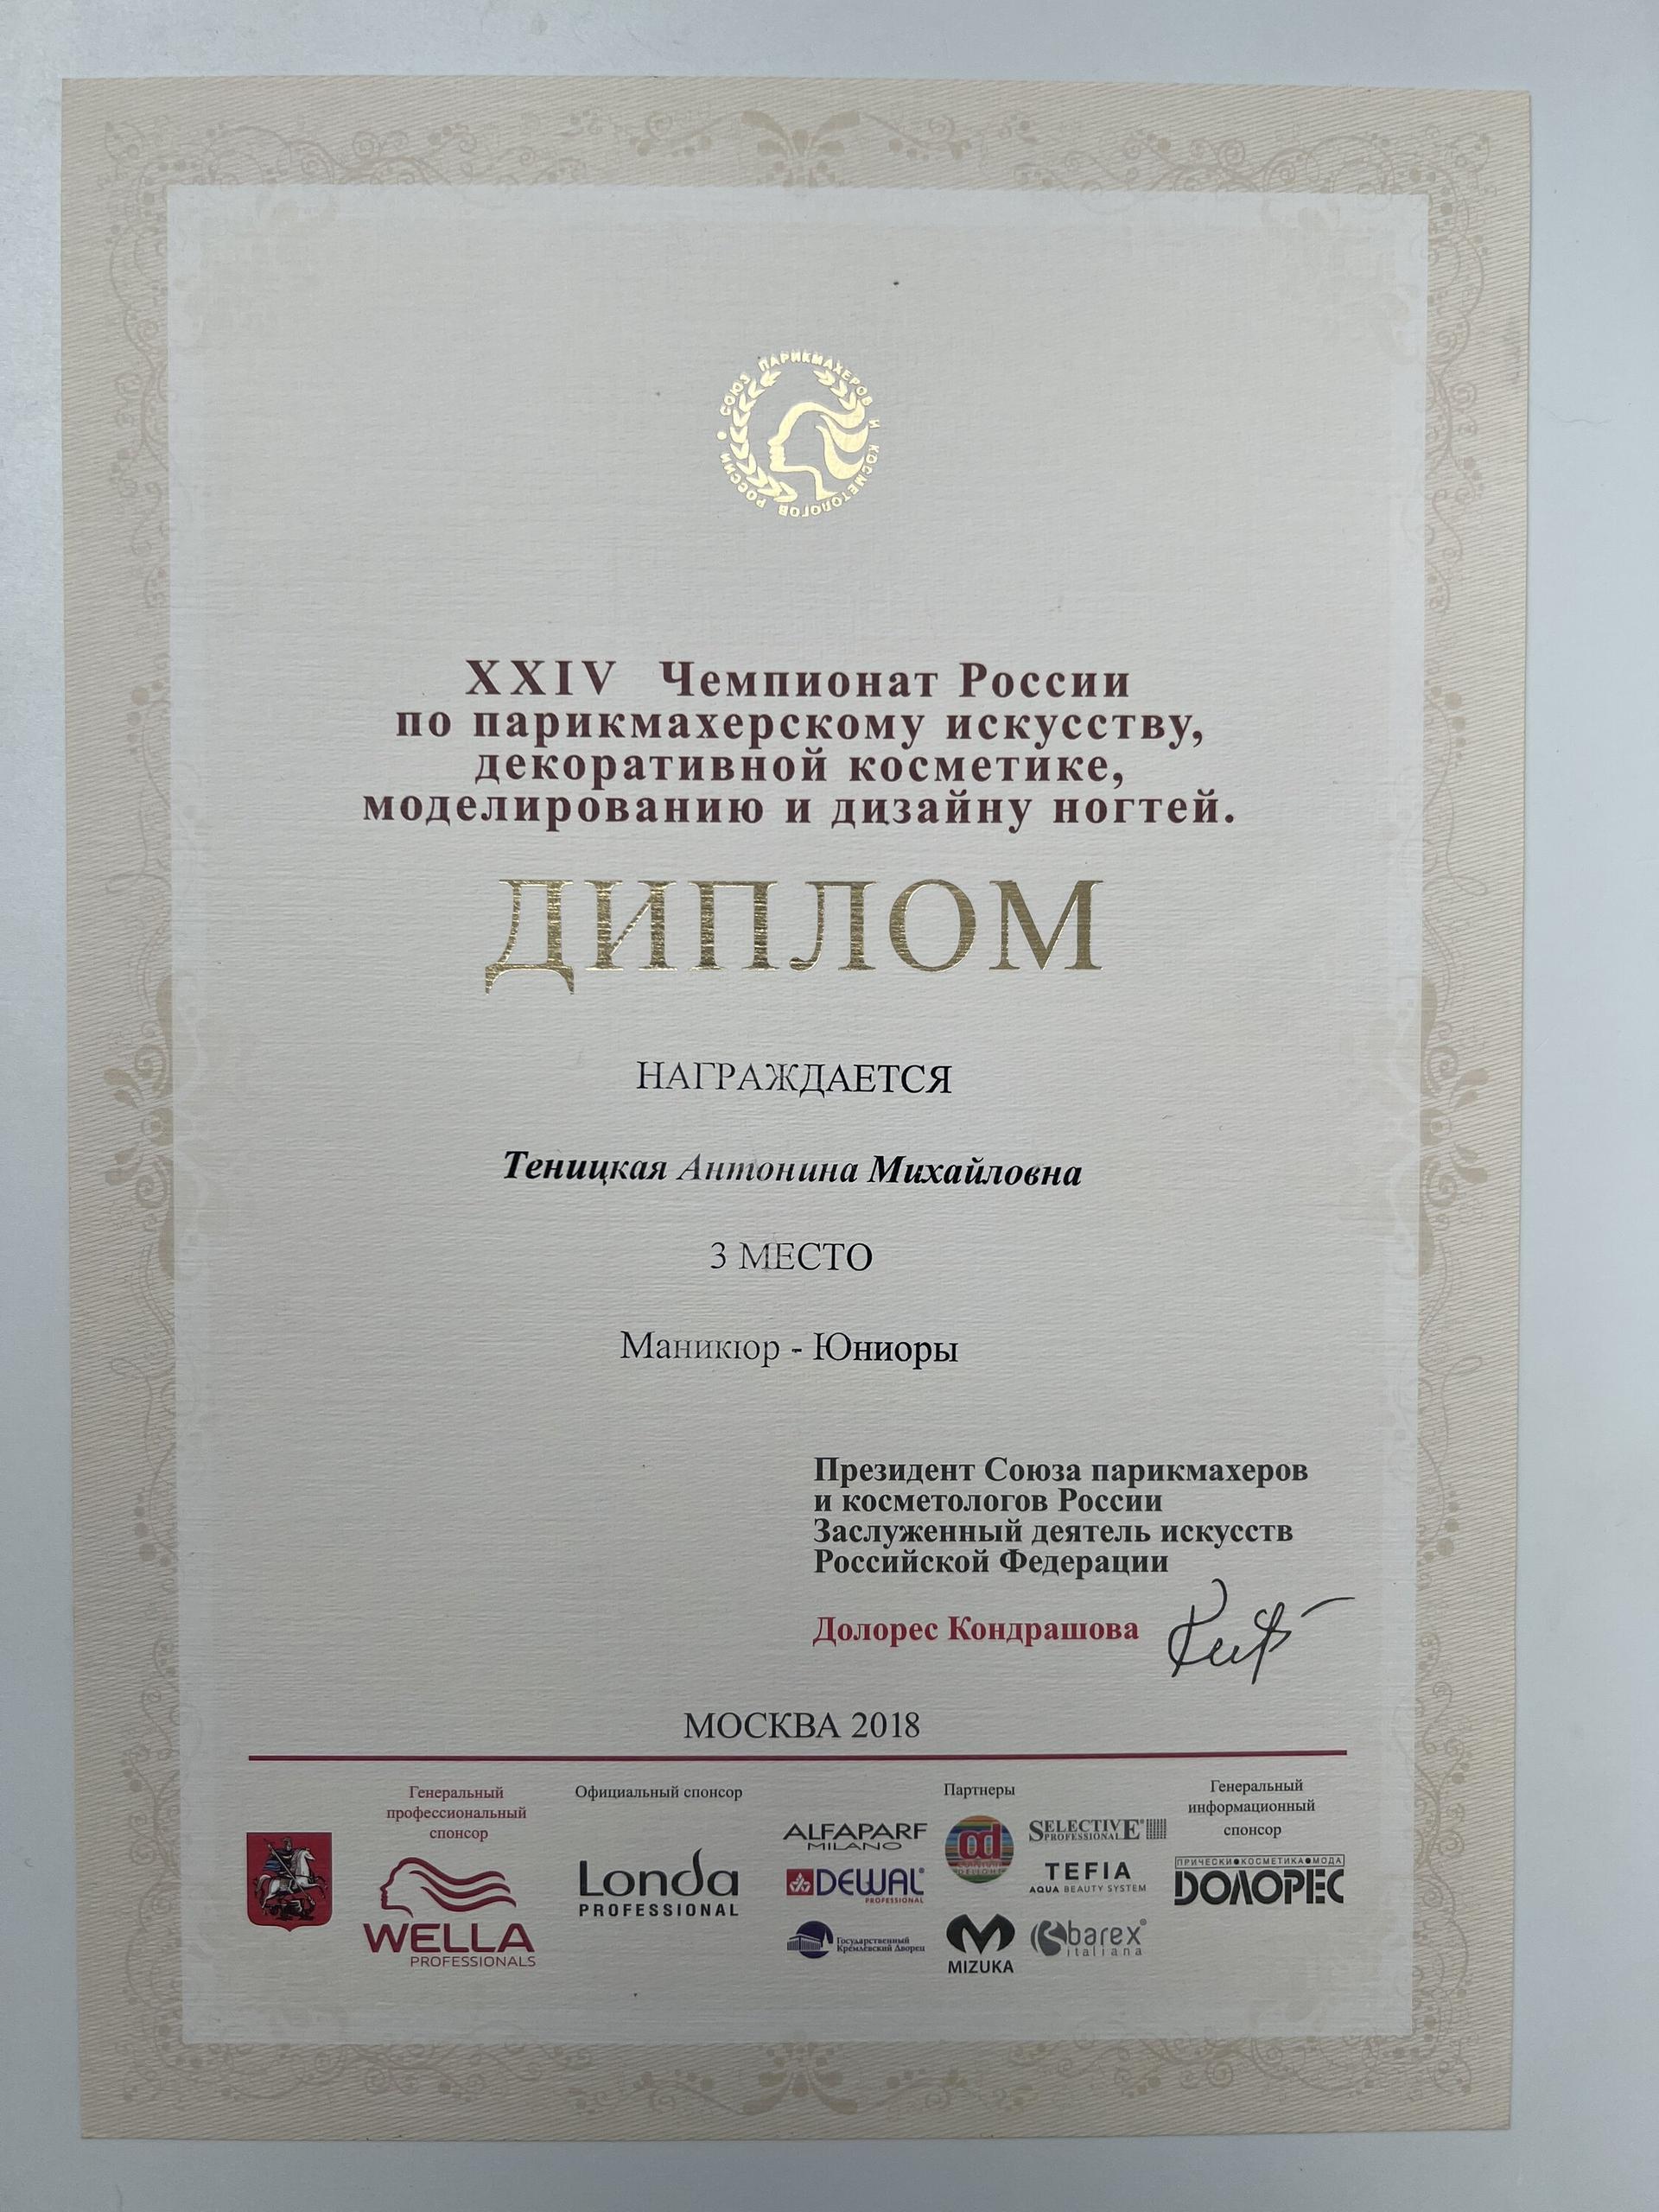 СОЮЗ ПАРИКМАХЕРОВ И КОСМЕТОЛОГОВ РОССИИ
XXIV Чемпионат России
по парикмахерскому искусству,
декоративной косметике,
моделированию и дизайну ногтей.
ДИПЛОМ
НАГРАЖДАЕТСЯ
Теницкая Антонина Михайловна
3 МЕСТО
Маникюр - Юниоры
Президент Союза парикмахеров
и косметологов России
Заслуженный деятель искусств
Российской Федерации
Долорес Кондрашова
МОСКВА 2018
Генеральный
профессиональный
спонсор
WELLA
PROFESSIONALS
Официальный спонсор
Londa
PROFESSIONAL
Партнеры
ALFAPARF
MILANO
DEWAL
PROFESSIONAL
Государственный
Кремлёвский Дворец
MIZUKA
SELECTIVE
PROFESSIONAL
TEFIA
AQUA BEAUTY SYSTEM
barex
italiana
Генеральный
информационный
спонсор
ПРИЧЕСКИ•КОСМЕТИКА•МОДА
ДОЛОРЕС